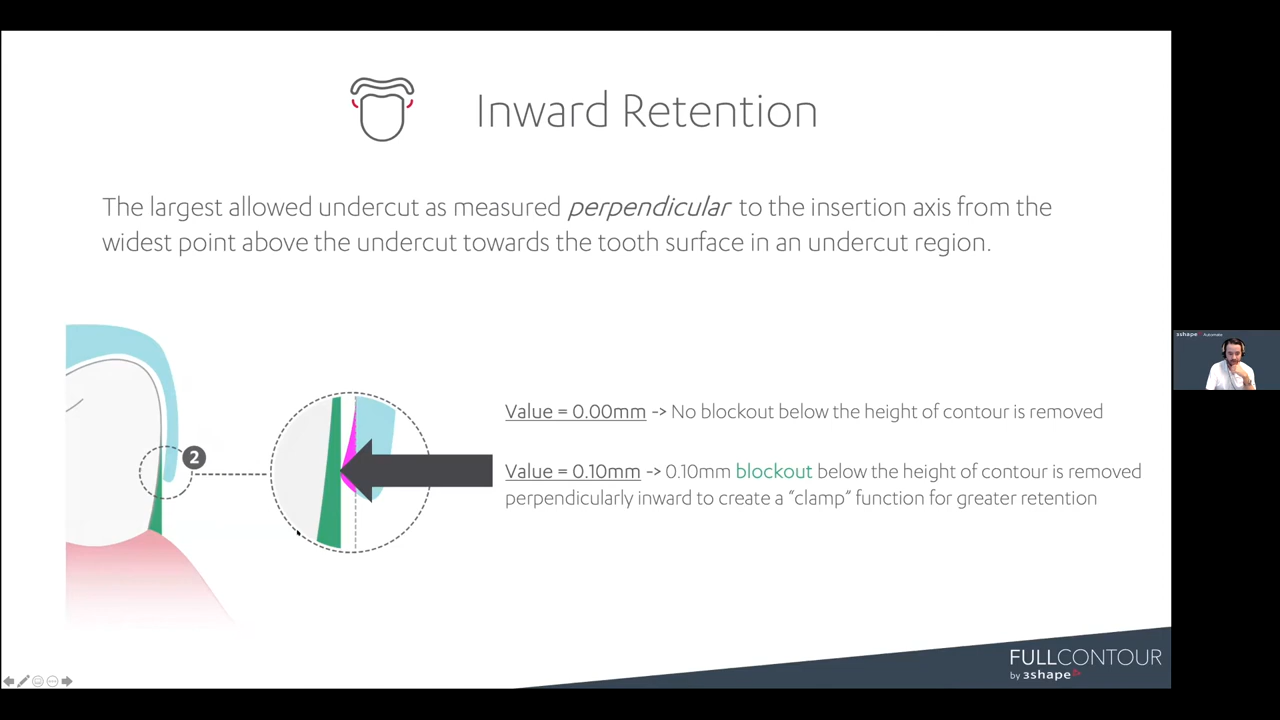 Inward Retention
The largest allowed undercut as measured perpendicular to the insertion axis from the
widest point above the undercut towards the tooth surface in an undercut region.
2
Value = 0.00mm -> No blockout below the height of contour is removed
Value = 0.10mm -> 0.10mm blockout below the height of contour is removed
perpendicularly inward to create a “clamp” function for greater retention
3shape Automate
FULLCONTOUR
by 3shape